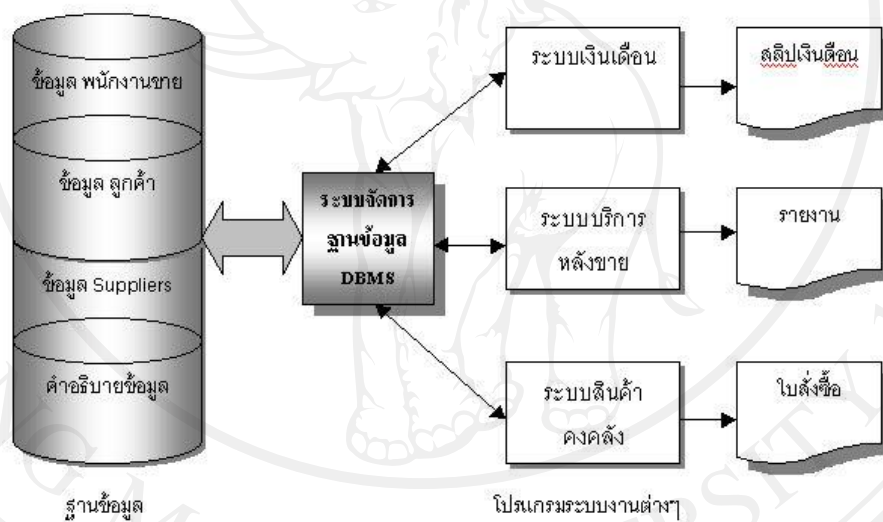 ข้อมูล พนักงานขาย
ข้อมูล ลูกค้า
ข้อมูล Suppliers
คำอธิบายข้อมูล
ฐานข้อมูล
ระบบจัดการ
ฐานข้อมูล
DBMS
ระบบเงินเดือน
สลิปเงินดือน
ระบบบริการ
หลังขาย
รายงาน
ระบบสินค้า
คงคลัง
ใบสั่งซื้อ
โปรแกรมระบบงานต่างๆ